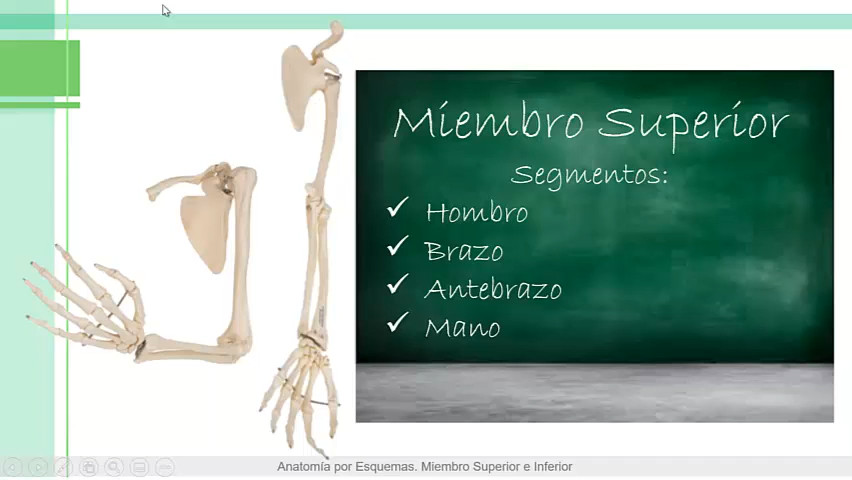 Miembro Superior
Segmentos:
✓ Hombro
✓ Brazo
✓ Antebrazo
✓ Mano
Anatomía por Esquemas. Miembro Superior e Inferior